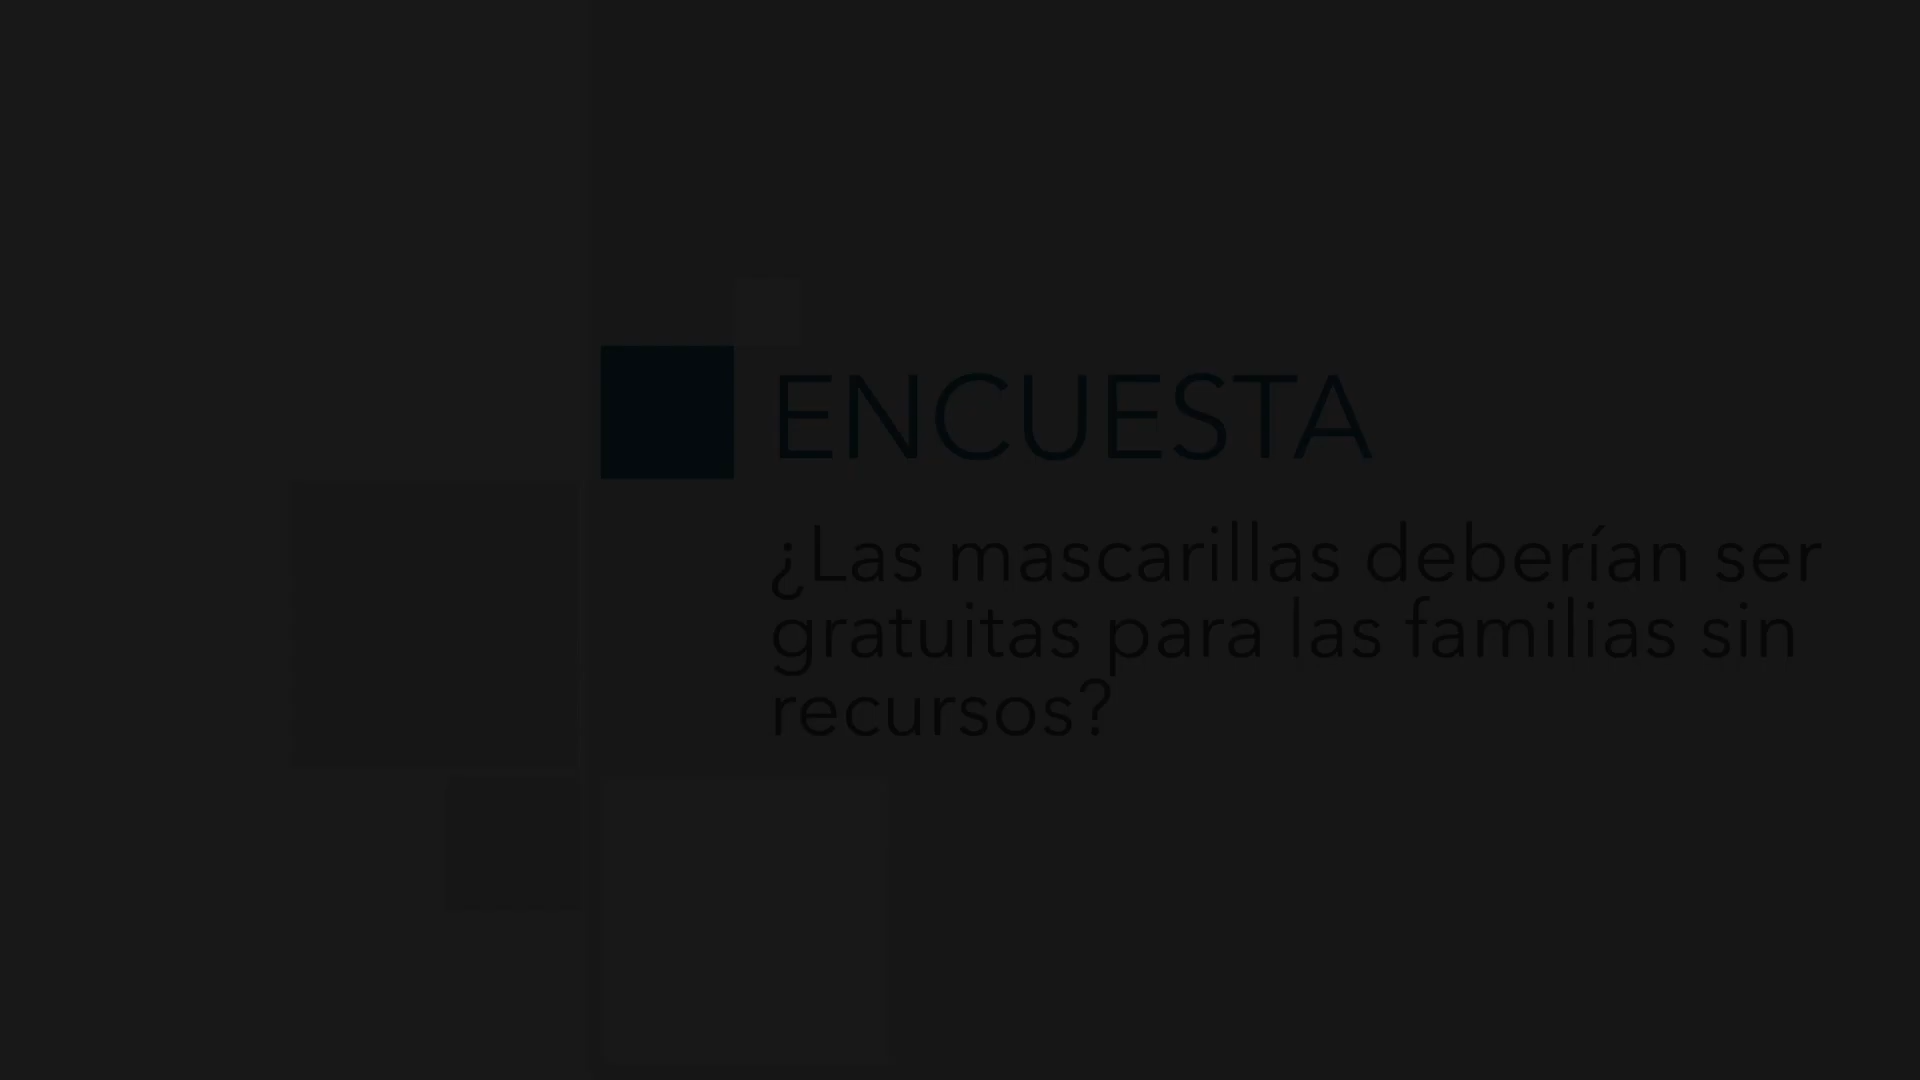 ENCUESTA
¿Las mascarillas deberían ser
gratuitas para las familias sin
recursos?